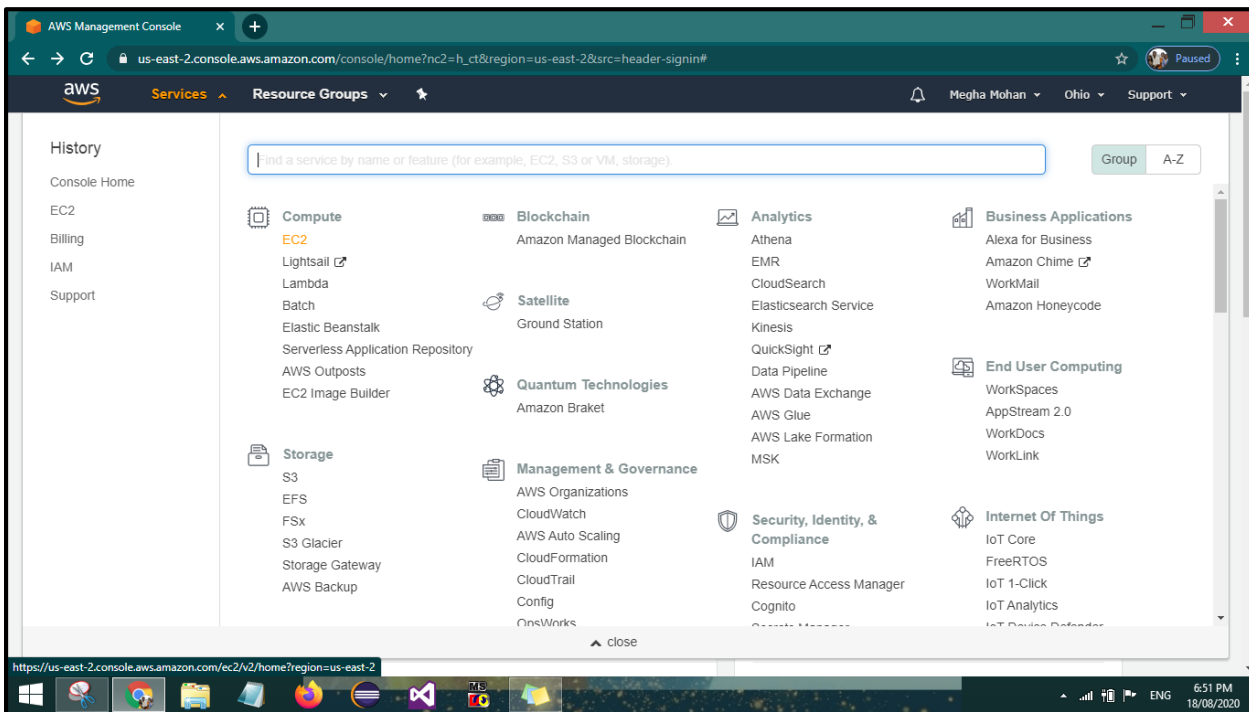 AWS Management Console
us-east-2.console.aws.amazon.com/console/home?nc2=h_ct&region=us-east-2&src=header-signin#
Paused
aws
Services
Resource Groups
Megha Mohan
Ohio
Support
History
Console Home
EC2
Billing
IAM
Support
Find a service by name or feature (for example, EC2, S3 or VM, storage).
Group
A-Z
Compute
EC2
Lightsail
Lambda
Batch
Elastic Beanstalk
Serverless Application Repository
AWS Outposts
EC2 Image Builder
Storage
S3
EFS
FSx
S3 Glacier
Storage Gateway
AWS Backup
Blockchain
Amazon Managed Blockchain
Satellite
Ground Station
Quantum Technologies
Amazon Braket
Management & Governance
AWS Organizations
CloudWatch
AWS Auto Scaling
CloudFormation
CloudTrail
Config
OpsWorks
Analytics
Athena
EMR
CloudSearch
Elasticsearch Service
Kinesis
QuickSight
Data Pipeline
AWS Data Exchange
AWS Glue
AWS Lake Formation
MSK
Security, Identity, &
Compliance
IAM
Resource Access Manager
Cognito
Secrets Manager
Business Applications
Alexa for Business
Amazon Chime
WorkMail
Amazon Honeycode
End User Computing
WorkSpaces
AppStream 2.0
WorkDocs
WorkLink
Internet Of Things
IoT Core
FreeRTOS
IoT 1-Click
IoT Analytics
IoT Device Defender
close
https://us-east-2.console.aws.amazon.com/ec2/v2/home?region=us-east-2
MS
ENG
6:51 PM
18/08/2020